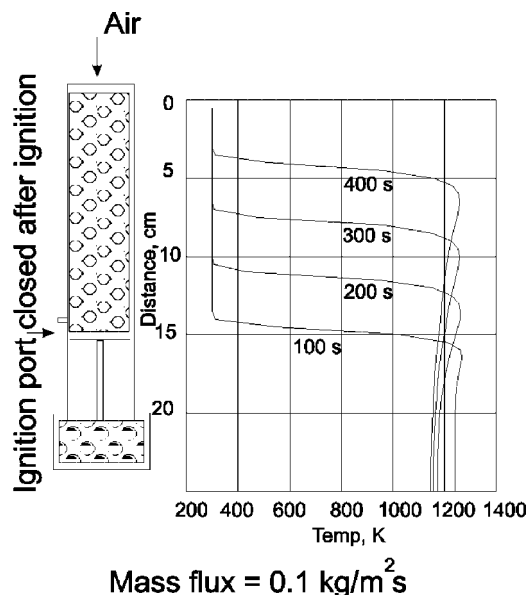 Air
Ignition port closed after ignition
Distance, cm
0
5
10
15
20
400 s
300 s
200 s
100 s
200 400 600 800 1000 1200 1400
Temp, K
Mass flux = 0.1 kg/m²s